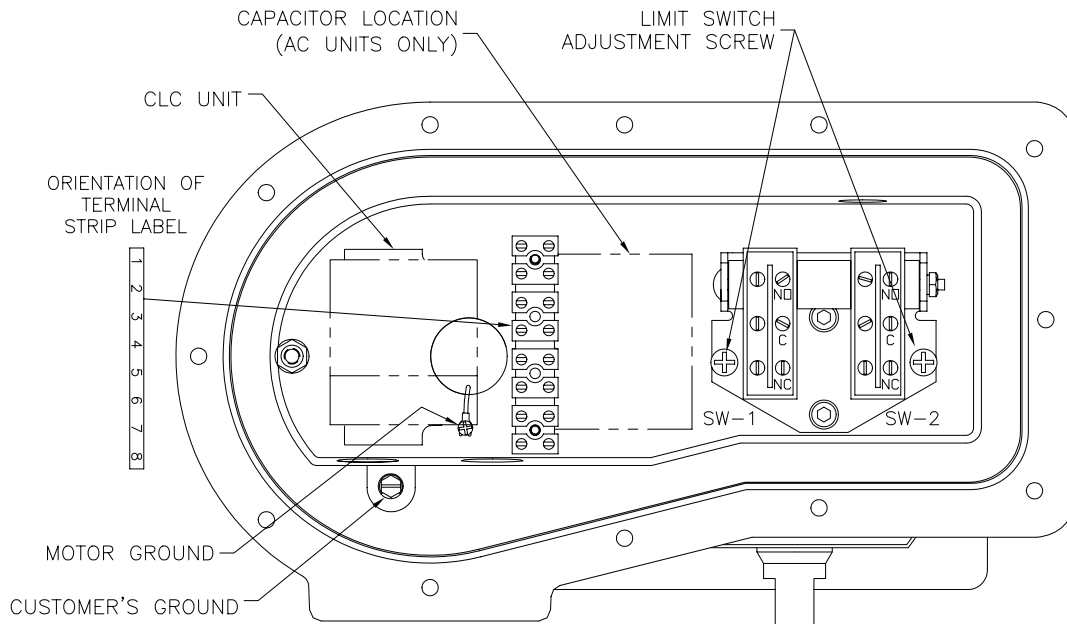 CAPACITOR LOCATION
(AC UNITS ONLY)
LIMIT SWITCH
ADJUSTMENT SCREW
CLC UNIT
ORIENTATION OF
TERMINAL
STRIP LABEL
1
2
3
4
5
6
7
8
NO
C
NC
NO
C
NC
SW-1
SW-2
MOTOR GROUND
CUSTOMER'S GROUND